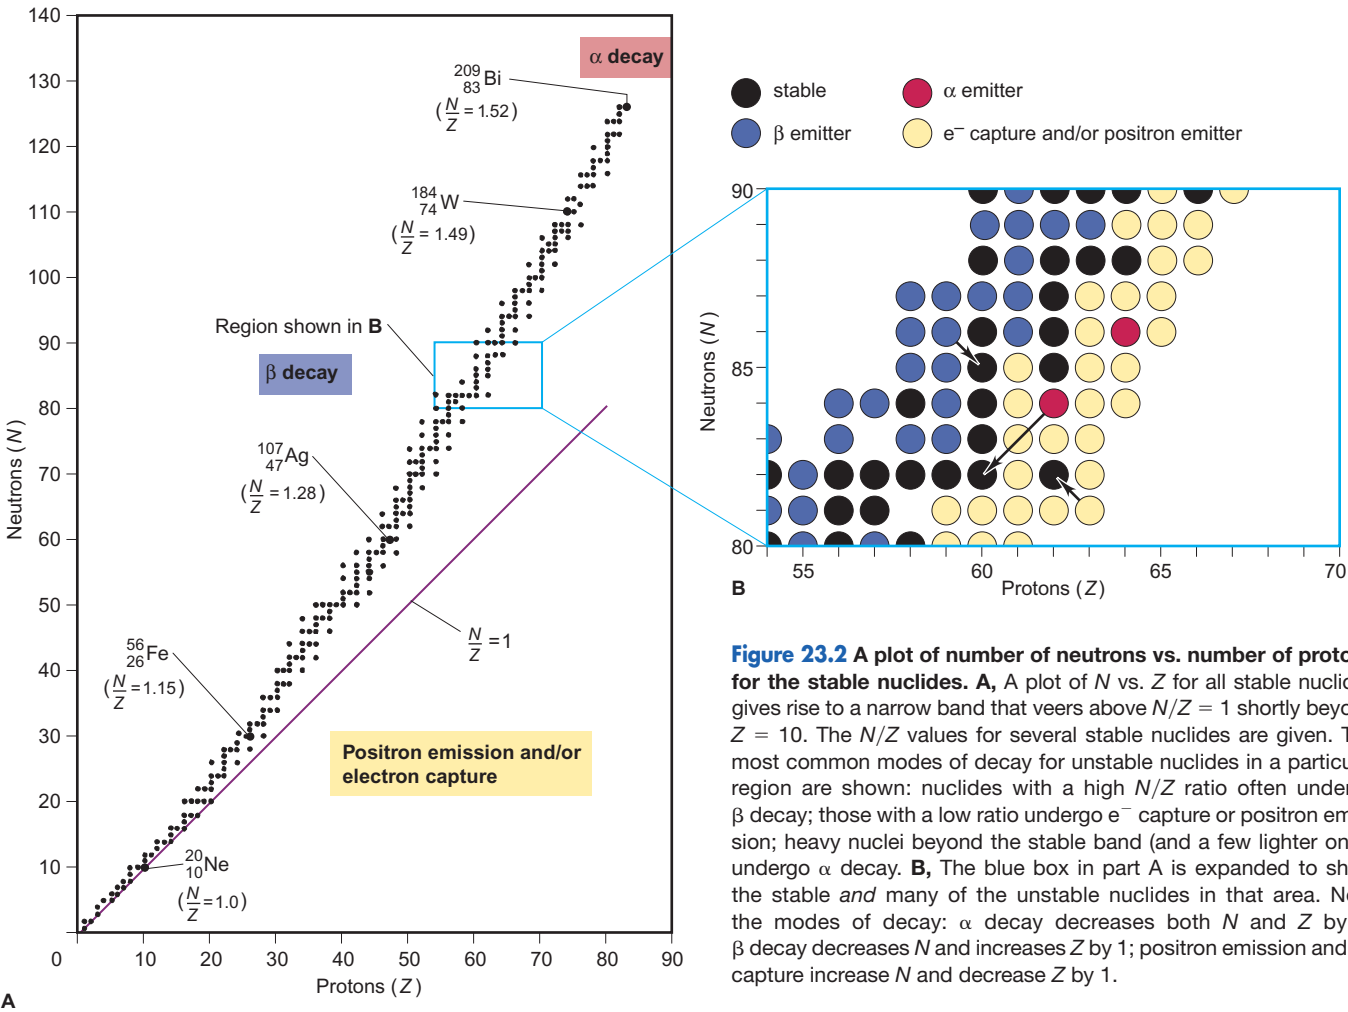 140
130
120
110
100
90
80
70
60
50
40
30
20
10
0
10
20
30
40
50
60
70
80
90
Neutrons (N)
Protons (Z)
A
α decay
209
83 Bi
(N/Z = 1.52)
184
74 W
(N/Z = 1.49)
Region shown in B
β decay
107
47 Ag
(N/Z = 1.28)
N/Z = 1
56
26 Fe
(N/Z = 1.15)
Positron emission and/or
electron capture
20
10 Ne
(N/Z = 1.0)
stable
α emitter
β emitter
e⁻ capture and/or positron emitter
90
85
80
Neutrons (N)
55
60
65
70
B
Protons (Z)
Figure 23.2 A plot of number of neutrons vs. number of proto
for the stable nuclides. A, A plot of N vs. Z for all stable nuclid
gives rise to a narrow band that veers above N/Z = 1 shortly beyo
Z = 10. The N/Z values for several stable nuclides are given. T
most common modes of decay for unstable nuclides in a particu
region are shown: nuclides with a high N/Z ratio often under
β decay; those with a low ratio undergo e⁻ capture or positron em
sion; heavy nuclei beyond the stable band (and a few lighter on
undergo α decay. B, The blue box in part A is expanded to sh
the stable and many of the unstable nuclides in that area. No
the modes of decay: α decay decreases both N and Z by
β decay decreases N and increases Z by 1; positron emission and
capture increase N and decrease Z by 1.